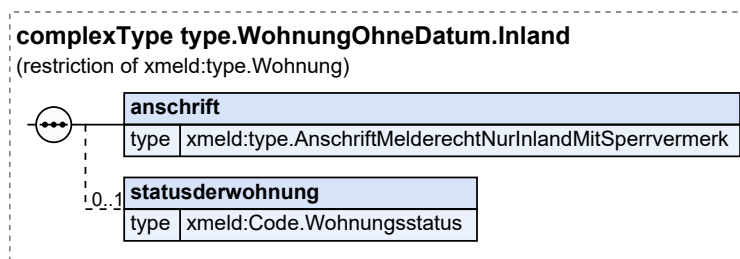 complexType type.WohnungOhneDatum.Inland
(restriction of xmeld:type.Wohnung)
anschrift
type xmeld:type.AnschriftMelderechtNurInlandMitSperrvermerk
0..1
statusderwohnung
type xmeld:Code.Wohnungsstatus